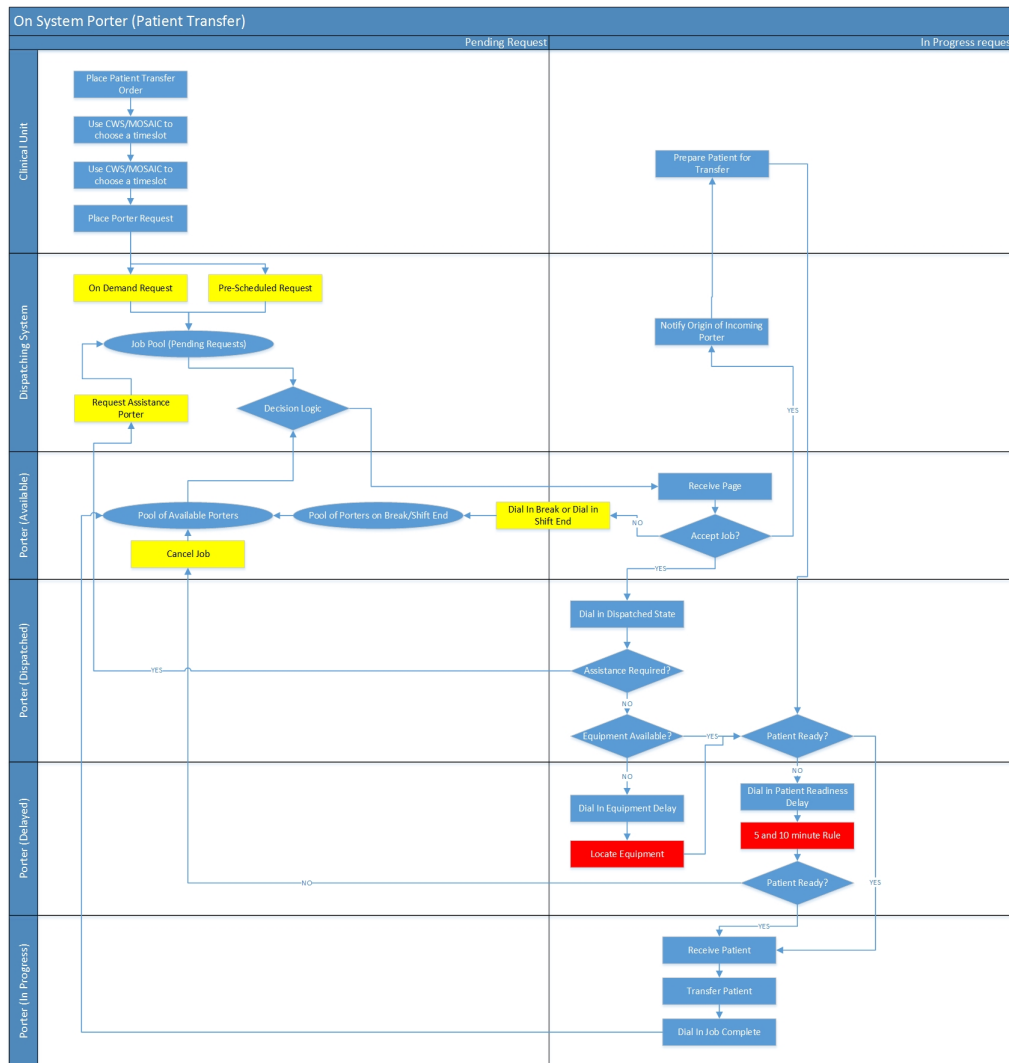 On System Porter (Patient Transfer)
Pending Request
In Progress reques
Clinical Unit
Place Patient Transfer
Order
Use CWS/MOSAIC to
choose a timeslot
Use CWS/MOSAIC to
choose a timeslot
Place Porter Request
Prepare Patient for
Transfer
Dispatching System
On Demand Request
Pre-Scheduled Request
Job Pool (Pending Requests)
Notify Origin of Incoming
Porter
Request Assistance
Porter
Decision Logic
YES
Porter (Available)
Receive Page
Pool of Available Porters
Pool of Porters on Break/Shift End
Dial In Break or Dial in
Shift End
NO
Accept Job?
Cancel Job
YES
Porter (Dispatched)
Dial in Dispatched State
YES
Assistance Required?
NO
Equipment Available?
YES
Patient Ready?
Porter (Delayed)
NO
NO
Dial In Equipment Delay
Dial in Patient Readiness
Delay
Locate Equipment
5 and 10 minute Rule
NO
Patient Ready?
YES
Porter (In Progress)
YES
Receive Patient
Transfer Patient
Dial In Job Complete